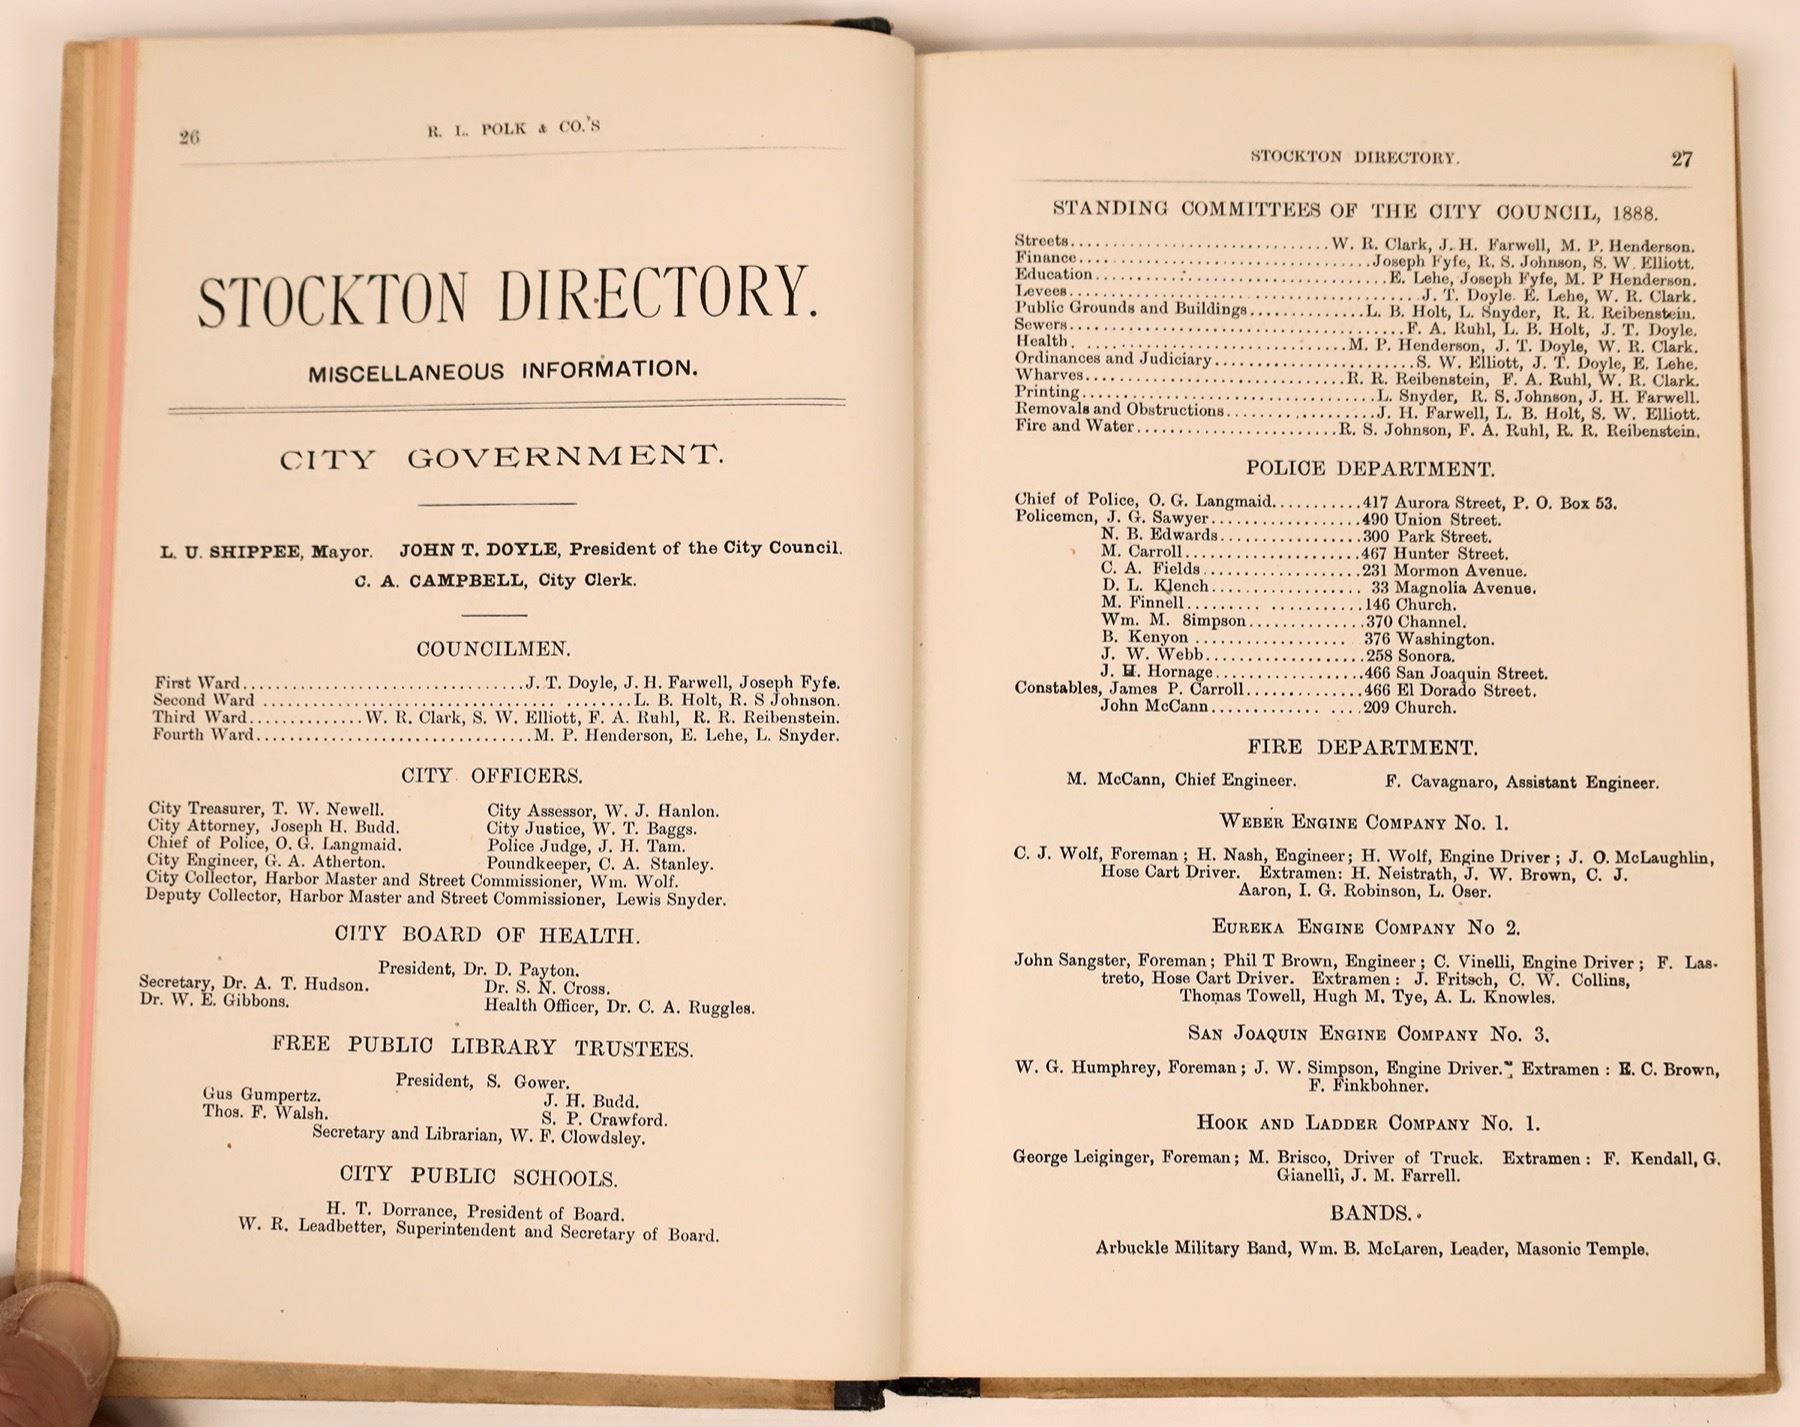 26
R. L. POLK & CO.'S
STOCKTON DIRECTORY.
MISCELLANEOUS INFORMATION.
CITY GOVERNMENT.
L. U. SHIPPEE, Mayor. JOHN T. DOYLE, President of the City Council.
C. A. CAMPBELL, City Clerk.
COUNCILMEN.
First Ward..................................J. T. Doyle, J. H. Farwell, Joseph Fyfe.
Second Ward ............................... ........L. B. Holt, R. S Johnson.
Third Ward..............W. R. Clark, S. W. Elliott, F. A. Ruhl, R. R. Reibenstein.
Fourth Ward.................................M. P. Henderson, E. Lehe, L. Snyder.
CITY OFFICERS.
City Treasurer, T. W. Newell. City Assessor, W. J. Hanlon.
City Attorney, Joseph H. Budd. City Justice, W. T. Baggs.
Chief of Police, O. G. Langmaid. Police Judge, J. H. Tam.
City Engineer, G. A. Atherton. Poundkeeper, C. A. Stanley.
City Collector, Harbor Master and Street Commissioner, Wm. Wolf.
Deputy Collector, Harbor Master and Street Commissioner, Lewis Snyder.
CITY BOARD OF HEALTH.
President, Dr. D. Payton.
Secretary, Dr. A. T. Hudson. Dr. S. N. Cross.
Dr. W. E. Gibbons. Health Officer, Dr. C. A. Ruggles.
FREE PUBLIC LIBRARY TRUSTEES.
President, S. Gower.
Gus Gumpertz. J. H. Budd.
Thos. F. Walsh. S. P. Crawford.
Secretary and Librarian, W. F. Clowdsley.
CITY PUBLIC SCHOOLS.
H. T. Dorrance, President of Board.
W. R. Leadbetter, Superintendent and Secretary of Board.
STOCKTON DIRECTORY.
27
STANDING COMMITTEES OF THE CITY COUNCIL, 1888.
Streets...............................W. R. Clark, J. H. Farwell, M. P. Henderson.
Finance...................................Joseph Fyfe, R. S. Johnson, S. W. Elliott.
Education...................................E. Lehe, Joseph Fyfe, M. P Henderson.
Levees..........................................J. T. Doyle. E. Lehe, W. R. Clark.
Public Grounds and Buildings..............L. B. Holt, L. Snyder, R. R. Reibenstein.
Sewers.........................................F. A. Ruhl, L. B. Holt, J. T. Doyle.
Health. ................................M. P. Henderson, J. T. Doyle, W. R. Clark.
Ordinances and Judiciary........................S. W. Elliott, J. T. Doyle, E. Lehe.
Wharves...............................R. R. Reibenstein, F. A. Ruhl, W. R. Clark.
Printing...................................L. Snyder, R. S. Johnson, J. H. Farwell.
Removals and Obstructions..................J. H. Farwell, L. B. Holt, S. W. Elliott.
Fire and Water........................R. S. Johnson, F. A. Ruhl, R. R. Reibenstein.
POLICE DEPARTMENT.
Chief of Police, O. G. Langmaid...........417 Aurora Street, P. O. Box 53.
Policemen, J. G. Sawyer..................490 Union Street.
N. B. Edwards.................300 Park Street.
M. Carroll.....................467 Hunter Street.
C. A. Fields...................231 Mormon Avenue.
D. L. Klench.................. 33 Magnolia Avenue.
M. Finnell......... ...........146 Church.
Wm. M. Simpson..............370 Channel.
B. Kenyon .................. 376 Washington.
J. W. Webb...................258 Sonora.
J. H. Hornage..................466 San Joaquin Street.
Constables, James P. Carroll..............466 El Dorado Street.
John McCann............. ....209 Church.
FIRE DEPARTMENT.
M. McCann, Chief Engineer. F. Cavagnaro, Assistant Engineer.
WEBER ENGINE COMPANY NO. 1.
C. J. Wolf, Foreman; H. Nash, Engineer; H. Wolf, Engine Driver; J. O. McLaughlin,
Hose Cart Driver. Extramen: H. Neistrath, J. W. Brown, C. J.
Aaron, I. G. Robinson, L. Oser.
EUREKA ENGINE COMPANY NO 2.
John Sangster, Foreman; Phil T Brown, Engineer; C. Vinelli, Engine Driver; F. Las-
treto, Hose Cart Driver. Extramen: J. Fritsch, C. W. Collins,
Thomas Towell, Hugh M. Tye, A. L. Knowles.
SAN JOAQUIN ENGINE COMPANY NO. 3.
W. G. Humphrey, Foreman; J. W. Simpson, Engine Driver. Extramen: E. C. Brown,
F. Finkbohner.
HOOK AND LADDER COMPANY NO. 1.
George Leiginger, Foreman; M. Brisco, Driver of Truck. Extramen: F. Kendall, G.
Gianelli, J. M. Farrell.
BANDS.
Arbuckle Military Band, Wm. B. McLaren, Leader, Masonic Temple.